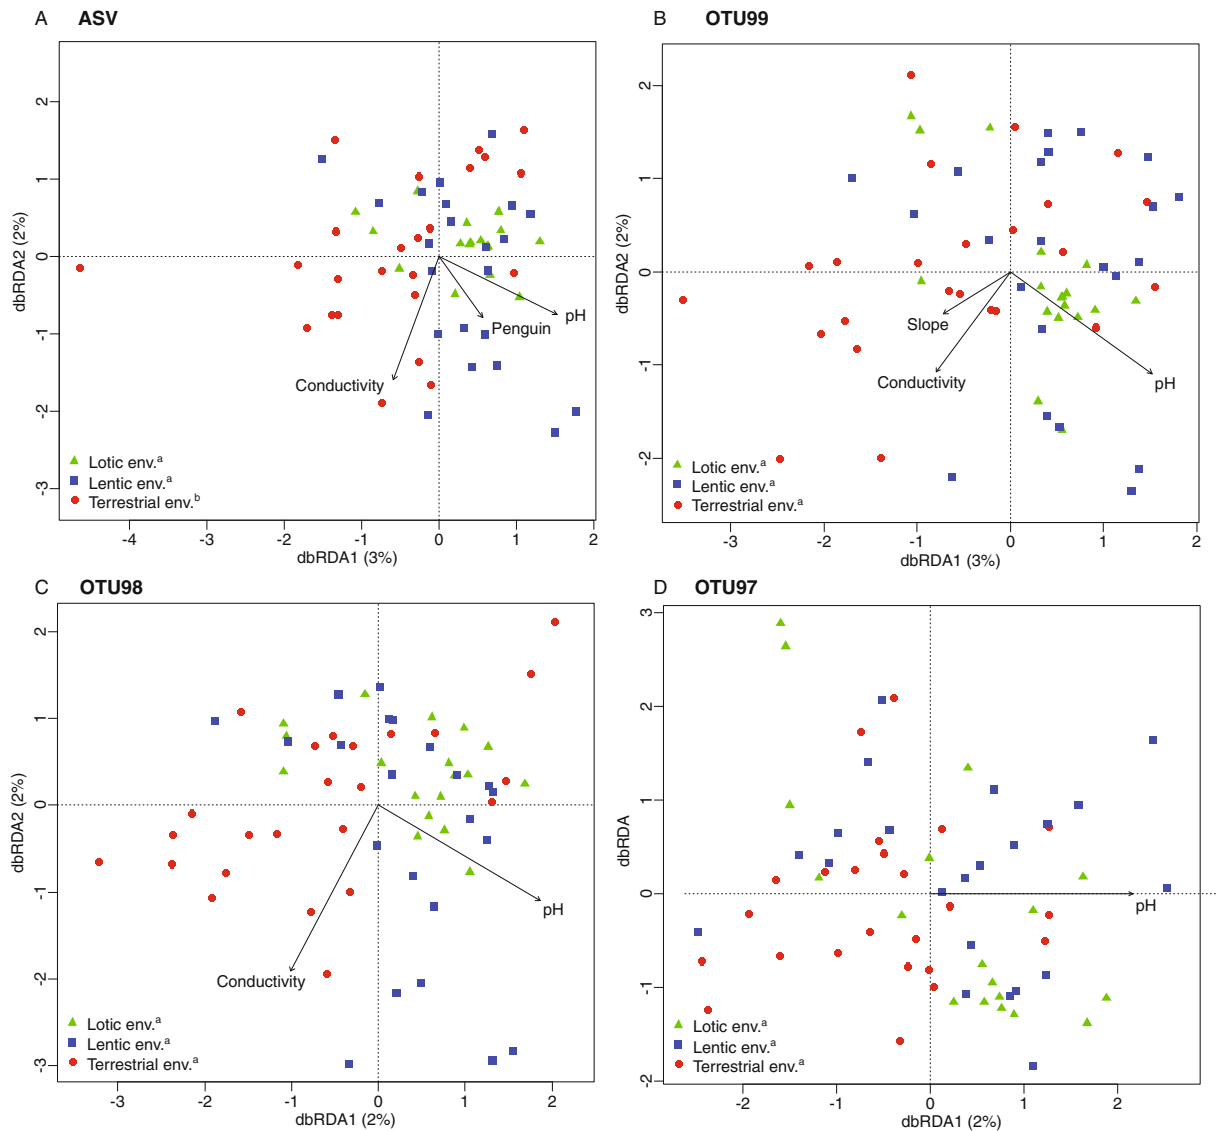 A ASV
2
1
0
-1
-2
-3
dbRDA2 (2%)
pH
Penguin
Conductivity
Lotic env.ᵃ
Lentic env.ᵃ
Terrestrial env.ᵇ
-4 -3 -2 -1 0 1 2
dbRDA1 (3%)
B OTU99
2
1
0
-1
-2
dbRDA2 (2%)
Slope
Conductivity
pH
Lotic env.ᵃ
Lentic env.ᵃ
Terrestrial env.ᵃ
-3 -2 -1 0 1 2
dbRDA1 (3%)
C OTU98
2
1
0
-1
-2
-3
dbRDA2 (2%)
pH
Conductivity
Lotic env.ᵃ
Lentic env.ᵃ
Terrestrial env.ᵃ
-3 -2 -1 0 1 2
dbRDA1 (2%)
D OTU97
3
2
1
0
-1
-2
dbRDA
pH
Lotic env.ᵃ
Lentic env.ᵃ
Terrestrial env.ᵃ
-2 -1 0 1 2
dbRDA1 (2%)